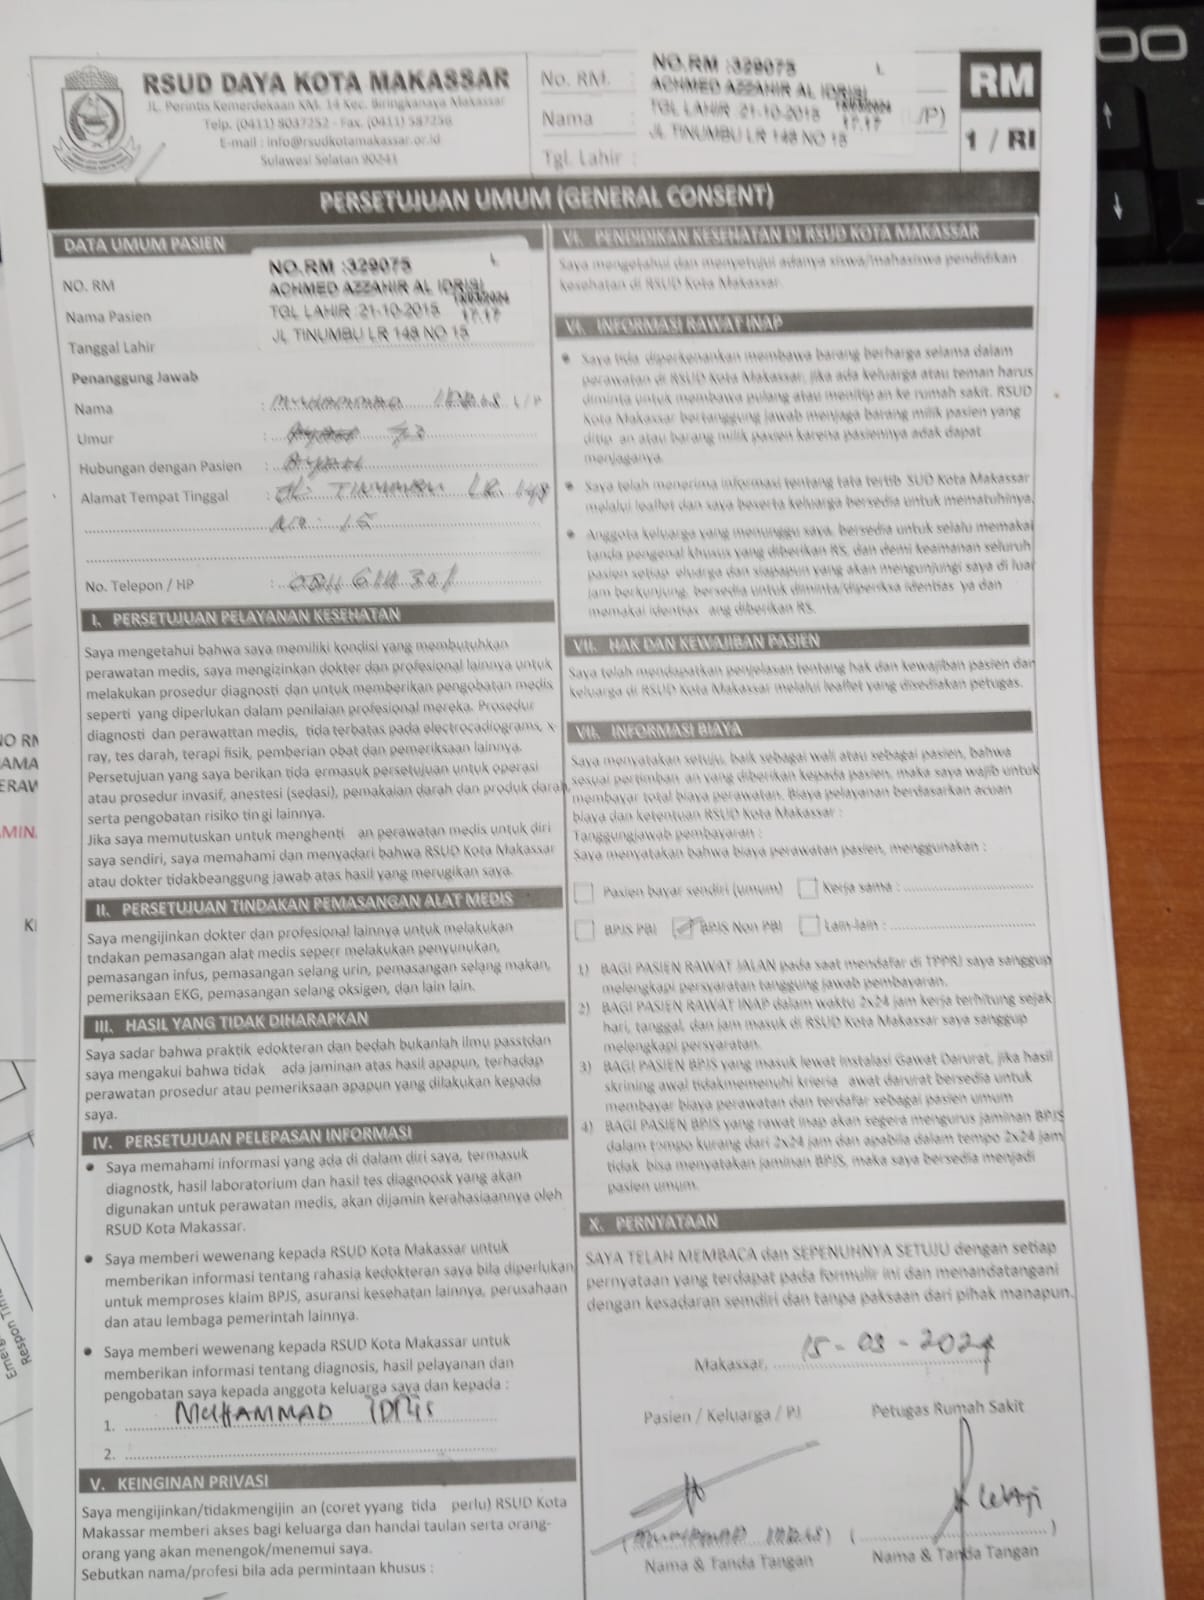 RSUD DAYA KOTA MAKASSAR
JL. Perintis Kemerdekaan KM. 14 Kec. Biringkanaya Makassar
Telp. (0411) 8037252 - Fax. (0411) 587256
E-mail : info@rsudkotamakassar.or.id
Sulawesi Selatan 90241
No. RM. :
Nama :
Tgl. Lahir :
NO.RM :329075 L
ACHMED AZZAHIR AL IDRISI
TGL LAHIR :21-10-2015 17.17
JL TINUMBU LR 148 NO 15
/P)
RM
1 / RI
PERSETUJUAN UMUM (GENERAL CONSENT)
DATA UMUM PASIEN
NO. RM
Nama Pasien
Tanggal Lahir
NO.RM :329075 L
ACHMED AZZAHIR AL IDRISI
TGL LAHIR :21-10-2015 17.17
JL TINUMBU LR 148 NO 15
Penanggung Jawab
Nama : MUHAMMAD IDRIS L/P
Umur :
Hubungan dengan Pasien :
Alamat Tempat Tinggal : JL. TINUMBU LR 148
NO : 15
No. Telepon / HP :
I. PERSETUJUAN PELAYANAN KESEHATAN
Saya mengetahui bahwa saya memiliki kondisi yang membutuhkan
perawatan medis, saya mengizinkan dokter dan profesional lainnya untuk
melakukan prosedur diagnosti dan untuk memberikan pengobatan medis
seperti yang diperlukan dalam penilaian profesional mereka. Prosedur
diagnosti dan perawattan medis, tida terbatas pada electrocadiograms, x-
ray, tes darah, terapi fisik, pemberian obat dan pemeriksaan lainnya.
Persetujuan yang saya berikan tida ermasuk persetujuan untuk operasi
atau prosedur invasif, anestesi (sedasi), pemakaian darah dan produk darah,
serta pengobatan risiko tin gi lainnya.
Jika saya memutuskan untuk menghenti an perawatan medis untuk diri
saya sendiri, saya memahami dan menyadari bahwa RSUD Kota Makassar
atau dokter tidakbeanggung jawab atas hasil yang merugikan saya.
II. PERSETUJUAN TINDAKAN PEMASANGAN ALAT MEDIS
Saya mengijinkan dokter dan profesional lainnya untuk melakukan
tndakan pemasangan alat medis seperr melakukan penyunukan,
pemasangan infus, pemasangan selang urin, pemasangan selang makan,
pemeriksaan EKG, pemasangan selang oksigen, dan lain lain.
III. HASIL YANG TIDAK DIHARAPKAN
Saya sadar bahwa praktik edokteran dan bedah bukanlah ilmu passtdan
saya mengakui bahwa tidak ada jaminan atas hasil apapun, terhadap
perawatan prosedur atau pemeriksaan apapun yang dilakukan kepada
saya.
IV. PERSETUJUAN PELEPASAN INFORMASI
• Saya memahami informasi yang ada di dalam diri saya, termasuk
diagnostk, hasil laboratorium dan hasil tes diagnoosk yang akan
digunakan untuk perawatan medis, akan dijamin kerahasiaannya oleh
RSUD Kota Makassar.
• Saya memberi wewenang kepada RSUD Kota Makassar untuk
memberikan informasi tentang rahasia kedokteran saya bila diperlukan
untuk memproses klaim BPJS, asuransi kesehatan lainnya, perusahaan
dan atau lembaga pemerintah lainnya.
• Saya memberi wewenang kepada RSUD Kota Makassar untuk
memberikan informasi tentang diagnosis, hasil pelayanan dan
pengobatan saya kepada anggota keluarga saya dan kepada :
1. MUHAMMAD IDRIS
2.
V. KEINGINAN PRIVASI
Saya mengijinkan/tidakmengijin an (coret yyang tida perlu) RSUD Kota
Makassar memberi akses bagi keluarga dan handai taulan serta orang-
orang yang akan menengok/menemui saya.
Sebutkan nama/profesi bila ada permintaan khusus :
VI. PENDIDIKAN KESEHATAN DI RSUD KOTA MAKASSAR
Saya mengetahui dan menyetujui adanya siswa/mahasiswa pendidikan
kesehatan di RSUD Kota Makassar.
VI. INFORMASI RAWAT INAP
• Saya tida diperkenankan membawa barang berharga selama dalam
perawatan di RSUD Kota Makassar, jika ada keluarga atau teman harus
diminta untuk membawa pulang atau menitip an ke rumah sakit. RSUD
Kota Makassar bertanggung jawab menjaga barang milik pasien yang
ditip an atau barang milik pasien karena pasiennya adak dapat
menjaganya.
• Saya telah menerima informasi tentang tata tertib SUD Kota Makassar
melalui leaflet dan saya beserta keluarga bersedia untuk mematuhinya.
• Anggota keluarga yang menunggu saya, bersedia untuk selalu memakai
tanda pengenal khusus yang diberikan RS, dan demi keamanan seluruh
pasien setiap eluarga dan siapapun yang akan mengunjungi saya di luar
jam berkunjung, bersedia untuk diminta/diperiksa identias ya dan
memakai identias ang diberikan RS.
VII. HAK DAN KEWAJIBAN PASIEN
Saya telah mendapatkan penjelasan tentang hak dan kewajiban pasien dan
keluarga di RSUD Kota Makassar melalui leaflet yang disediakan petugas.
VII. INFORMASI BIAYA
Saya menyatakan setuju, baik sebagai wali atau sebagai pasien, bahwa
sesuai pertimban an yang diberikan kepada pasien, maka saya wajib untuk
membayar total biaya perawatan. Biaya pelayanan berdasarkan acuan
biaya dan ketentuan RSUD Kota Makassar :
Tanggungjawab pembayaran :
Saya menyatakan bahwa biaya perawatan pasien, menggunakan :
Pasien bayar sendiri (umum) Kerja sama :
BPJS PBI BPJS Non PBI Lain-lain :
1) BAGI PASIEN RAWAT JALAN pada saat mendafar di TPPRJ saya sanggup
melengkapi persyaratan tanggung jawab pembayaran.
2) BAGI PASIEN RAWAT INAP dalam waktu 2x24 jam kerja terhitung sejak
hari, tanggal, dan jam masuk di RSUD Kota Makassar saya sanggup
melengkapi persyaratan.
3) BAGI PASIEN BPJS yang masuk lewat Instalasi Gawat Darurat, jika hasil
skrining awal tidakmemenuhi krieria awat darurat bersedia untuk
membayar biaya perawatan dan terdafar sebagai pasien umum
4) BAGI PASIEN BPJS yang rawat inap akan segera mengurus jaminan BPJS
dalam tempo kurang dari 2x24 jam dan apabila dalam tempo 2x24 jam
tidak bisa menyatakan jaminan BPJS, maka saya bersedia menjadi
pasien umum.
X. PERNYATAAN
SAYA TELAH MEMBACA dan SEPENUHNYA SETUJU dengan setiap
pernyataan yang terdapat pada formulir ini dan menandatangani
dengan kesadaran semdiri dan tanpa paksaan dari pihak manapun.
Makassar, 15 - 03 - 2024
Pasien / Keluarga / PJ Petugas Rumah Sakit
(MUHAMMAD IDRIS) ( )
Nama & Tanda Tangan Nama & Tanda Tangan